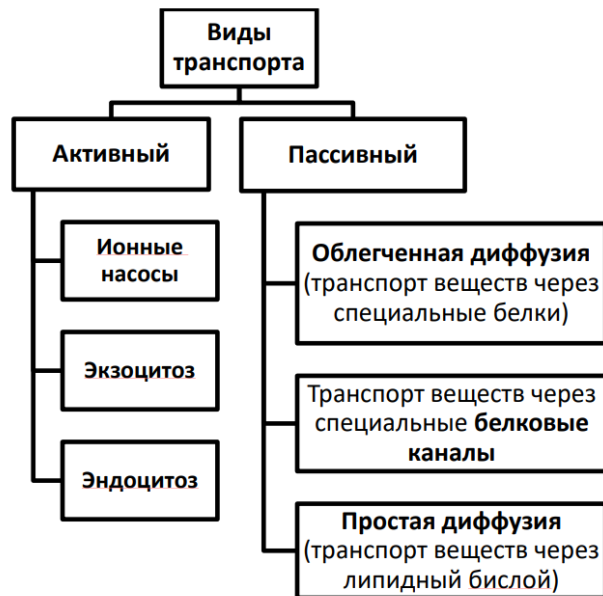 Виды
транспорта
Активный
Пассивный
Ионные
насосы
Экзоцитоз
Эндоцитоз
Облегченная диффузия
(транспорт веществ через
специальные белки)
Транспорт веществ через
специальные белковые
каналы
Простая диффузия
(транспорт веществ через
липидный бислой)